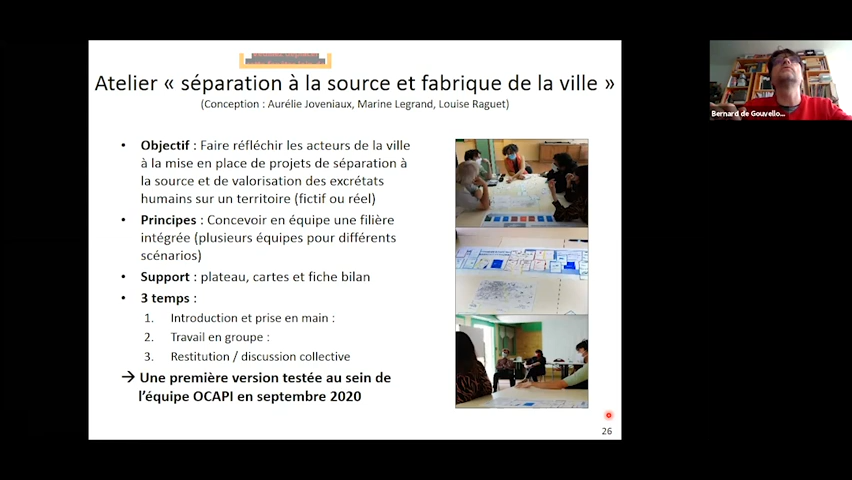 Atelier « séparation à la source et fabrique de la ville »
(Conception : Aurélie Joveniaux, Marine Legrand, Louise Raguet)
• Objectif : Faire réfléchir les acteurs de la ville
à la mise en place de projets de séparation à
la source et de valorisation des excrétats
humains sur un territoire (fictif ou réel)
• Principes : Concevoir en équipe une filière
intégrée (plusieurs équipes pour différents
scénarios)
• Support : plateau, cartes et fiche bilan
• 3 temps :
1. Introduction et prise en main :
2. Travail en groupe :
3. Restitution / discussion collective
→ Une première version testée au sein de
l'équipe OCAPI en septembre 2020
26
Bernard de Gouvello...